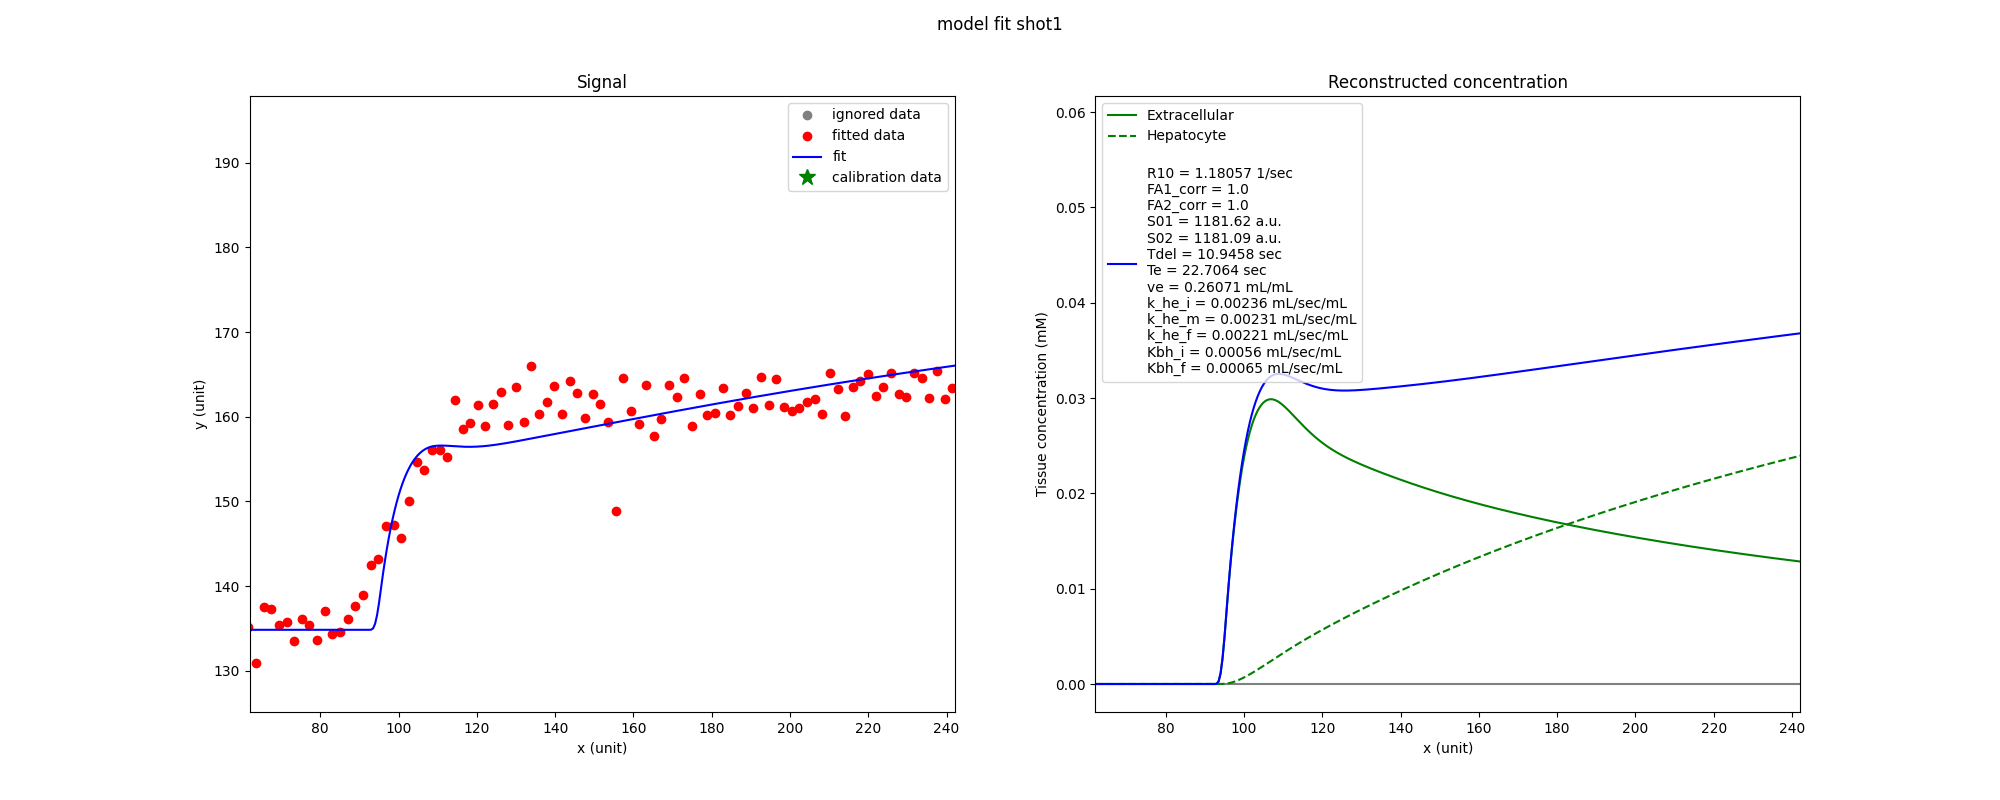 model fit shot1
Signal
190
180
170
160
150
140
130
y (unit)
80 100 120 140 160 180 200 220 240
x (unit)
ignored data
fitted data
fit
calibration data
Reconstructed concentration
0.06
0.05
0.04
0.03
0.02
0.01
0.00
Tissue concentration (mM)
80 100 120 140 160 180 200 220 240
x (unit)
Extracellular
Hepatocyte
R10 = 1.18057 1/sec
FA1_corr = 1.0
FA2_corr = 1.0
S01 = 1181.62 a.u.
S02 = 1181.09 a.u.
Tdel = 10.9458 sec
Te = 22.7064 sec
ve = 0.26071 mL/mL
k_he_i = 0.00236 mL/sec/mL
k_he_m = 0.00231 mL/sec/mL
k_he_f = 0.00221 mL/sec/mL
Kbh_i = 0.00056 mL/sec/mL
Kbh_f = 0.00065 mL/sec/mL